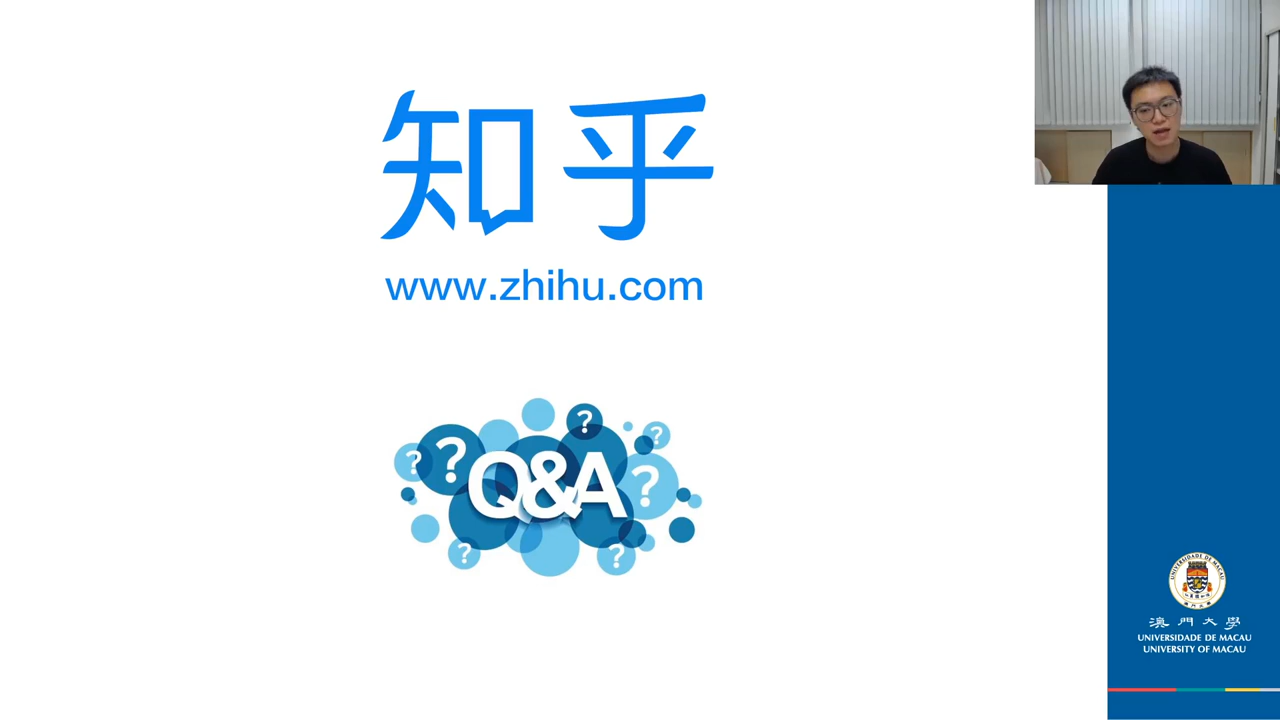 知乎
www.zhihu.com
? ? ? ? ? ? ?
Q&A
澳門大學
UNIVERSIDADE DE MACAU
UNIVERSITY OF MACAU